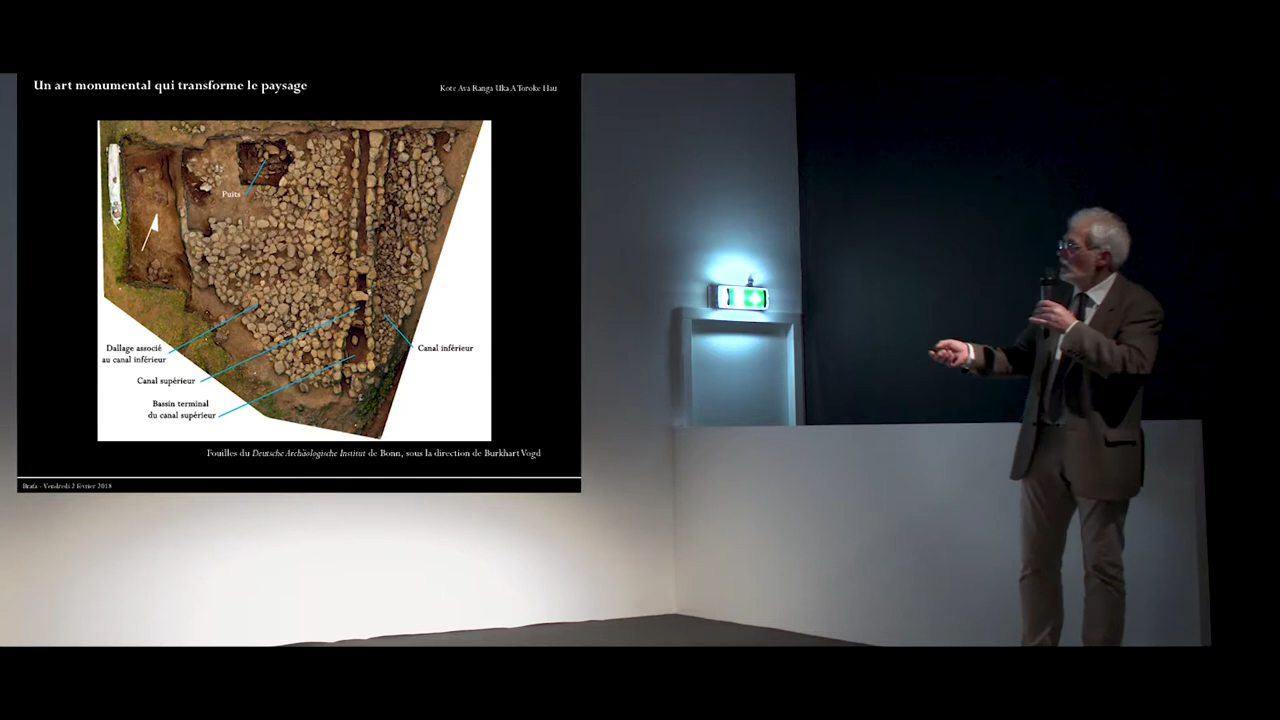 Un art monumental qui transforme le paysage
Kote Ava Ranga Uka A Toroke Hau
Puits
Dallage associé
au canal inférieur
Canal inférieur
Canal supérieur
Bassin terminal
du canal supérieur
Fouilles du Deutsche Archäologische Institut de Bonn, sous la direction de Burkhart Vogd
Brafa - Vendredi 2 février 2018